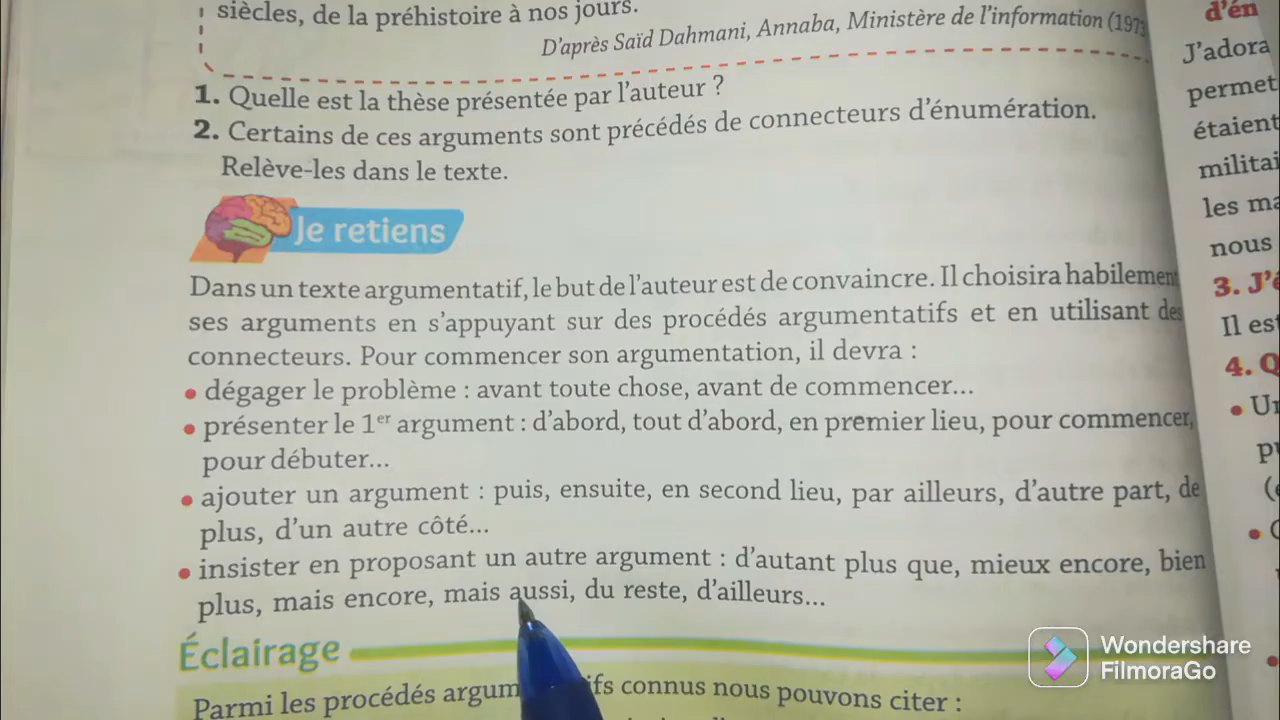 siècles, de la préhistoire à nos jours.
D'après Saïd Dahmani, Annaba, Ministère de l'information (197
1. Quelle est la thèse présentée par l'auteur ?
2. Certains de ces arguments sont précédés de connecteurs d'énumération.
Relève-les dans le texte.
Je retiens
Dans un texte argumentatif, le but de l'auteur est de convaincre. Il choisira habilement
ses arguments en s'appuyant sur des procédés argumentatifs et en utilisant des
connecteurs. Pour commencer son argumentation, il devra :
• dégager le problème : avant toute chose, avant de commencer...
• présenter le 1er argument : d'abord, tout d'abord, en premier lieu, pour commencer,
pour débuter...
• ajouter un argument : puis, ensuite, en second lieu, par ailleurs, d'autre part, de
plus, d'un autre côté...
• insister en proposant un autre argument : d'autant plus que, mieux encore, bien
plus, mais encore, mais aussi, du reste, d'ailleurs...
Éclairage
Parmi les procédés argum ifs connus nous pouvons citer :
d'én
J'adora
permet
étaient
militai
les ma
nous
3. J'é
Il est
4. Q
• Un
Wondershare
FilmoraGo